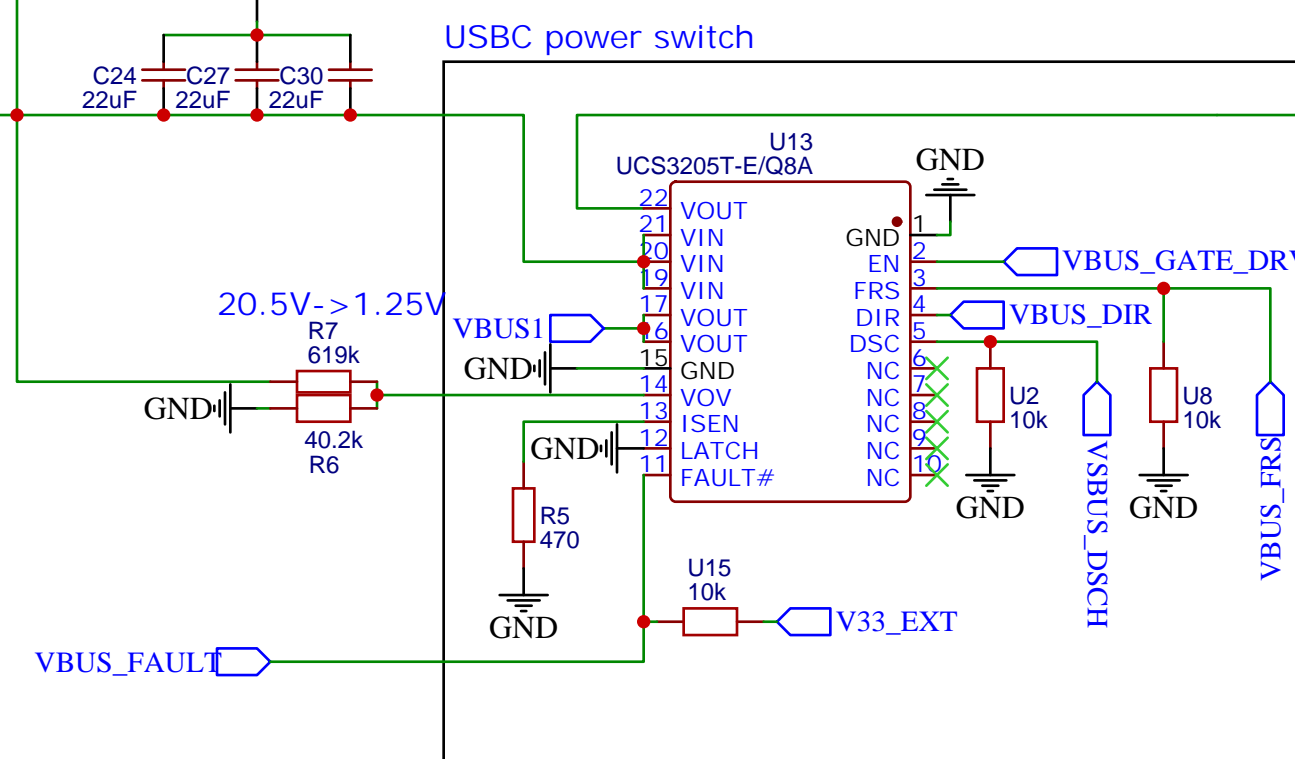 USBC power switch
C24
22uF
C27
22uF
C30
22uF
U13
UCS3205T-E/Q8A
GND
22
VOUT
21
VIN
20
VIN
19
VIN
17
VOUT
16
VOUT
15
GND
14
VOV
13
ISEN
12
LATCH
11
FAULT#
1
GND
2
EN
3
FRS
4
DIR
5
DSC
6
NC
7
NC
8
NC
9
NC
10
NC
VBUS_GATE_DRV
VBUS_DIR
20.5V->1.25V
R7
619k
GND
40.2k
R6
VBUS1
GND
GND
R5
470
GND
U2
10k
GND
VSBUS_DSCH
U8
10k
GND
VBUS_FRS
U15
10k
V33_EXT
VBUS_FAULT